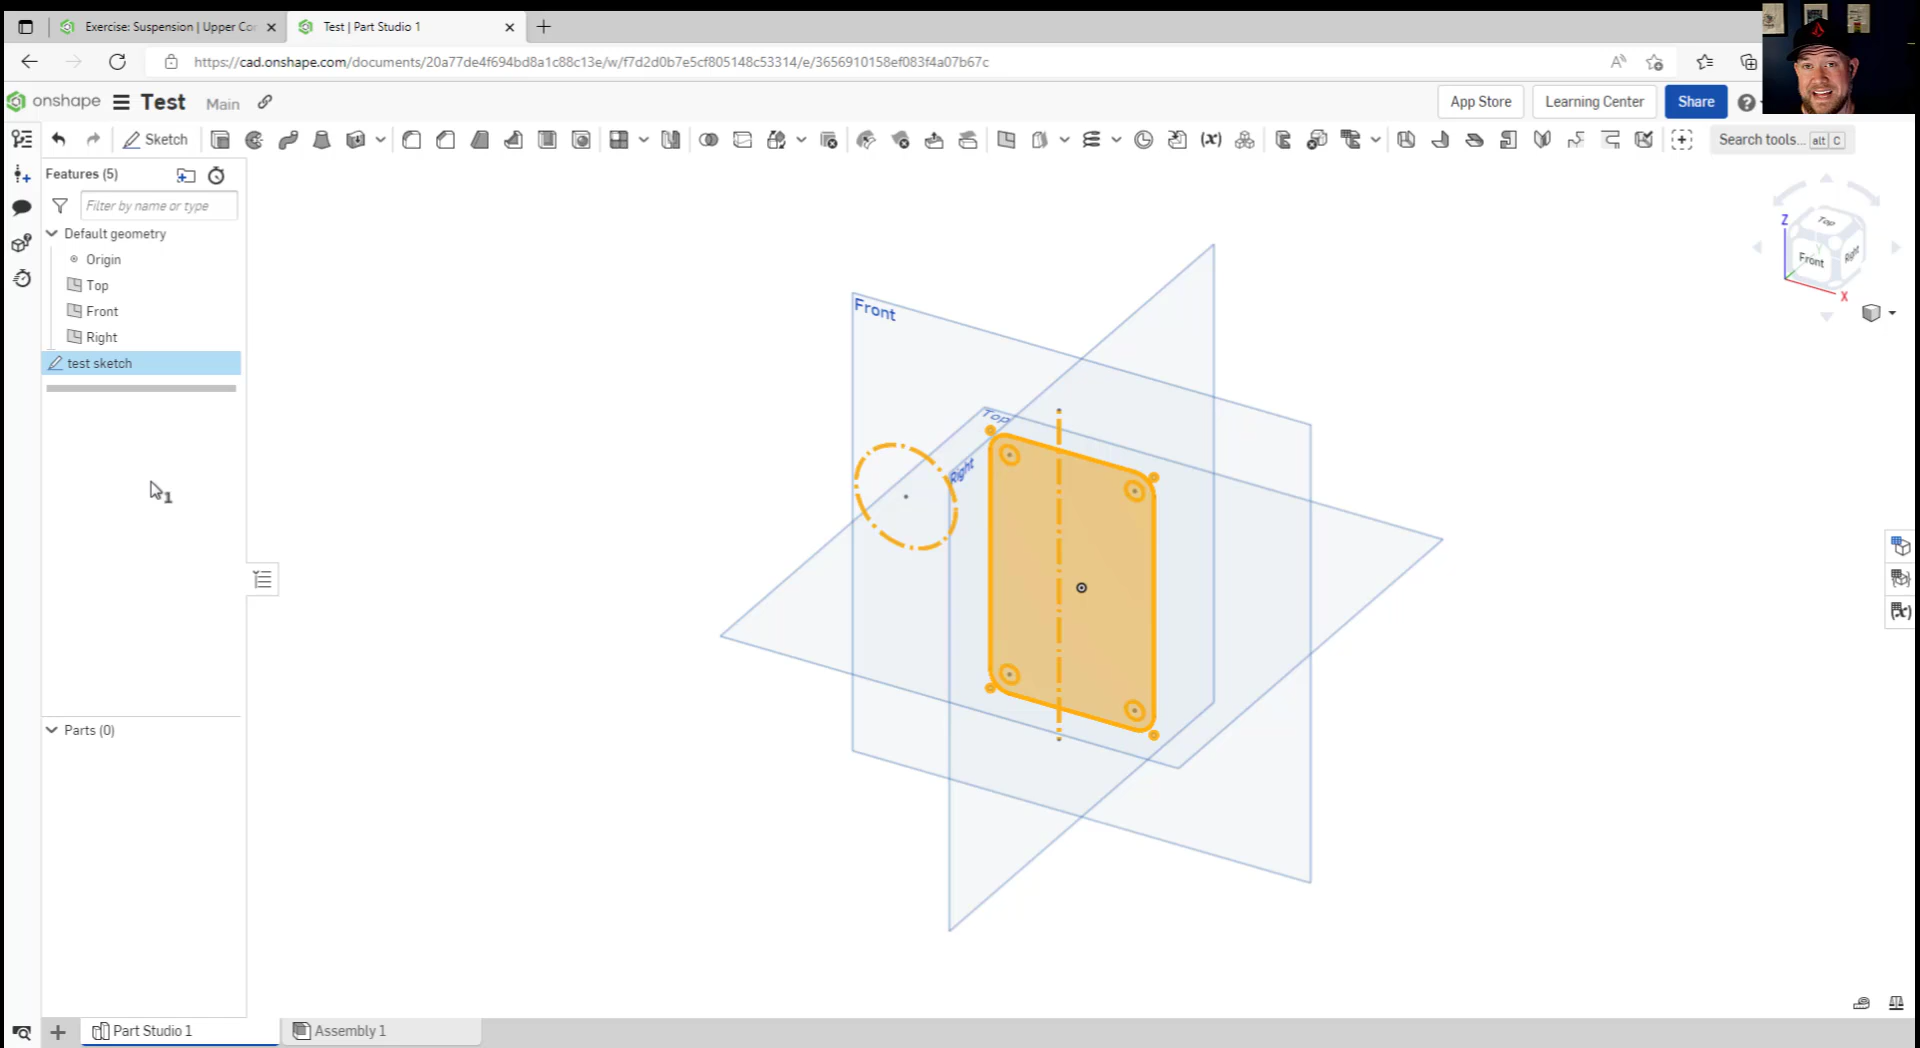 Exercise: Suspension | Upper Cor
Test | Part Studio 1
https://cad.onshape.com/documents/20a77de4f694bd8a1c88c13e/w/f7d2d0b7e5cf805148c53314/e/3656910158ef083f4a07b67c
onshape
Test
Main
App Store
Learning Center
Share
?
Sketch
(x)
Search tools...
alt
C
Features (5)
Filter by name or type
Default geometry
Origin
Top
Front
Right
test sketch
1
Parts (0)
Front
Top
Right
Z
Top
Front
Right
Y
X
(x)
Part Studio 1
Assembly 1